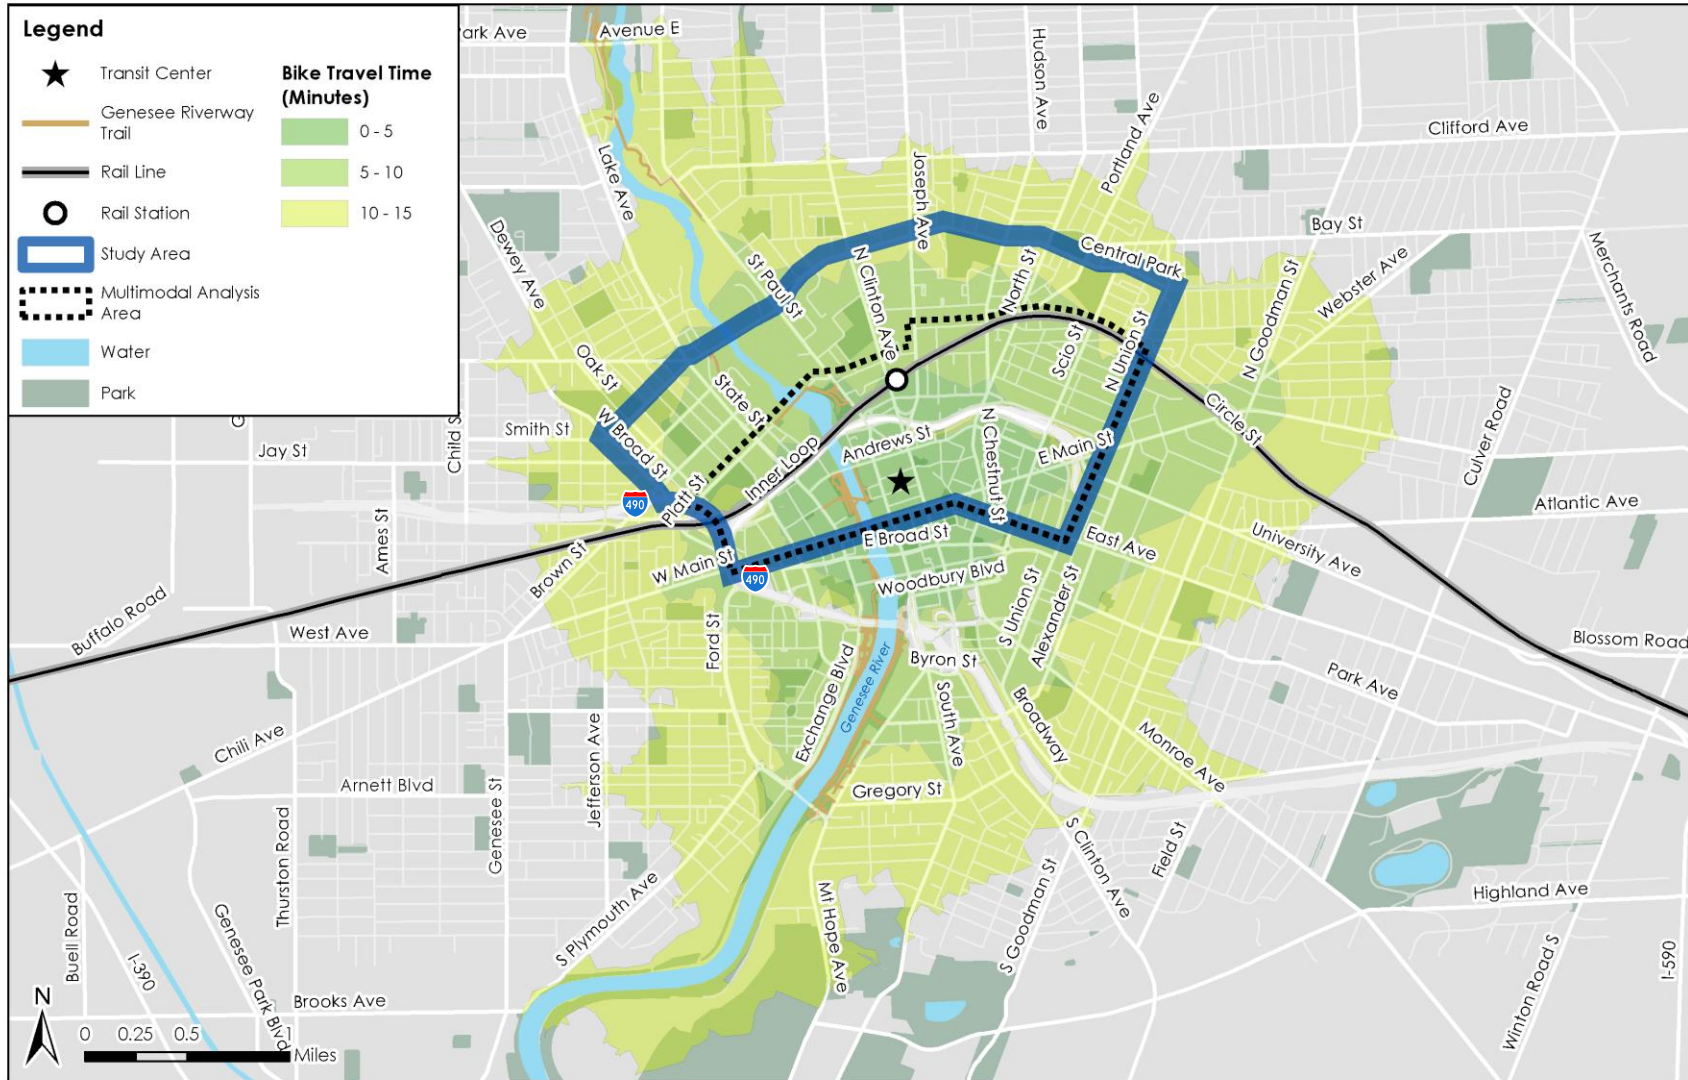 Legend
Transit Center
Genesee Riverway
Trail
Rail Line
Rail Station
Study Area
Multimodal Analysis
Area
Water
Park
Bike Travel Time
(Minutes)
0 - 5
5 - 10
10 - 15
Avenue E
Hudson Ave
Portland Ave
Clifford Ave
Lake Ave
Joseph Ave
Bay St
Dewey Ave
Central Park
Webster Ave
Merchants Road
St Paul St
N Clinton Ave
North St
N Goodman St
Scio St
N Union St
Oak St
State St
Circle St
Culver Road
W Broad St
Smith St
Jay St
Child S
Inner Loop
Andrews St
N Chestnut St
E Main St
Platt St
490
Atlantic Ave
Ames St
E Broad St
East Ave
University Ave
Brown St
W Main St
490
Woodbury Blvd
S Union St
Alexander St
Buffalo Road
West Ave
Ford St
Blossom Road
Exchange Blvd
Genesee River
Byron St
Park Ave
South Ave
Broadway
Monroe Ave
Chili Ave
Jefferson Ave
Arnett Blvd
Genesee St
Gregory St
Thurston Road
S Clinton Ave
Field St
S Plymouth Ave
Mt Hope Ave
S Goodman St
Highland Ave
Buell Road
I-390
Genesee Park Blvd
Brooks Ave
Winton Road S
I-590
N
0 0.25 0.5 1
Miles